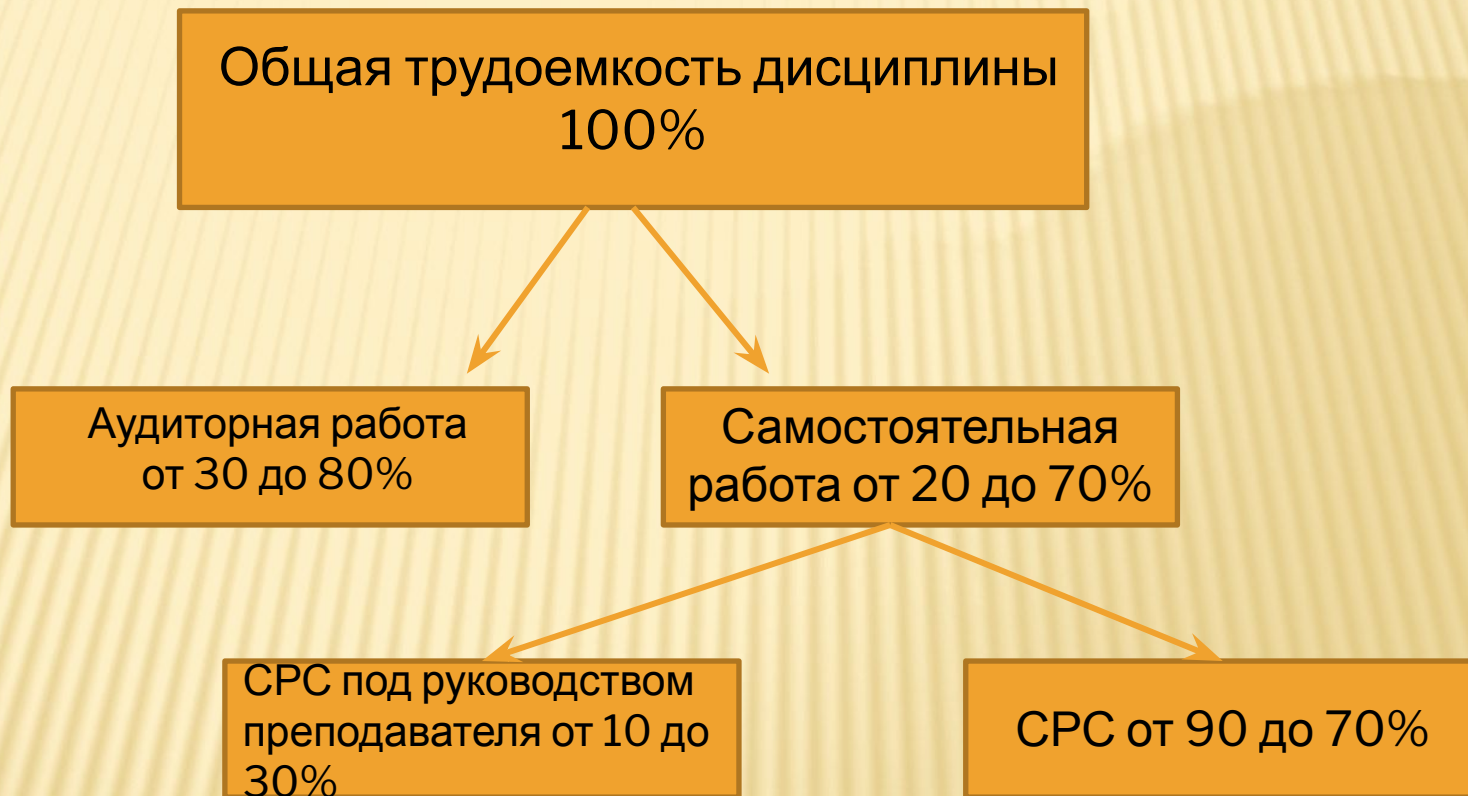 Общая трудоемкость дисциплины
100%
Аудиторная работа
от 30 до 80%
Самостоятельная
работа от 20 до 70%
СРС под руководством
преподавателя от 10 до
30%
СРС от 90 до 70%